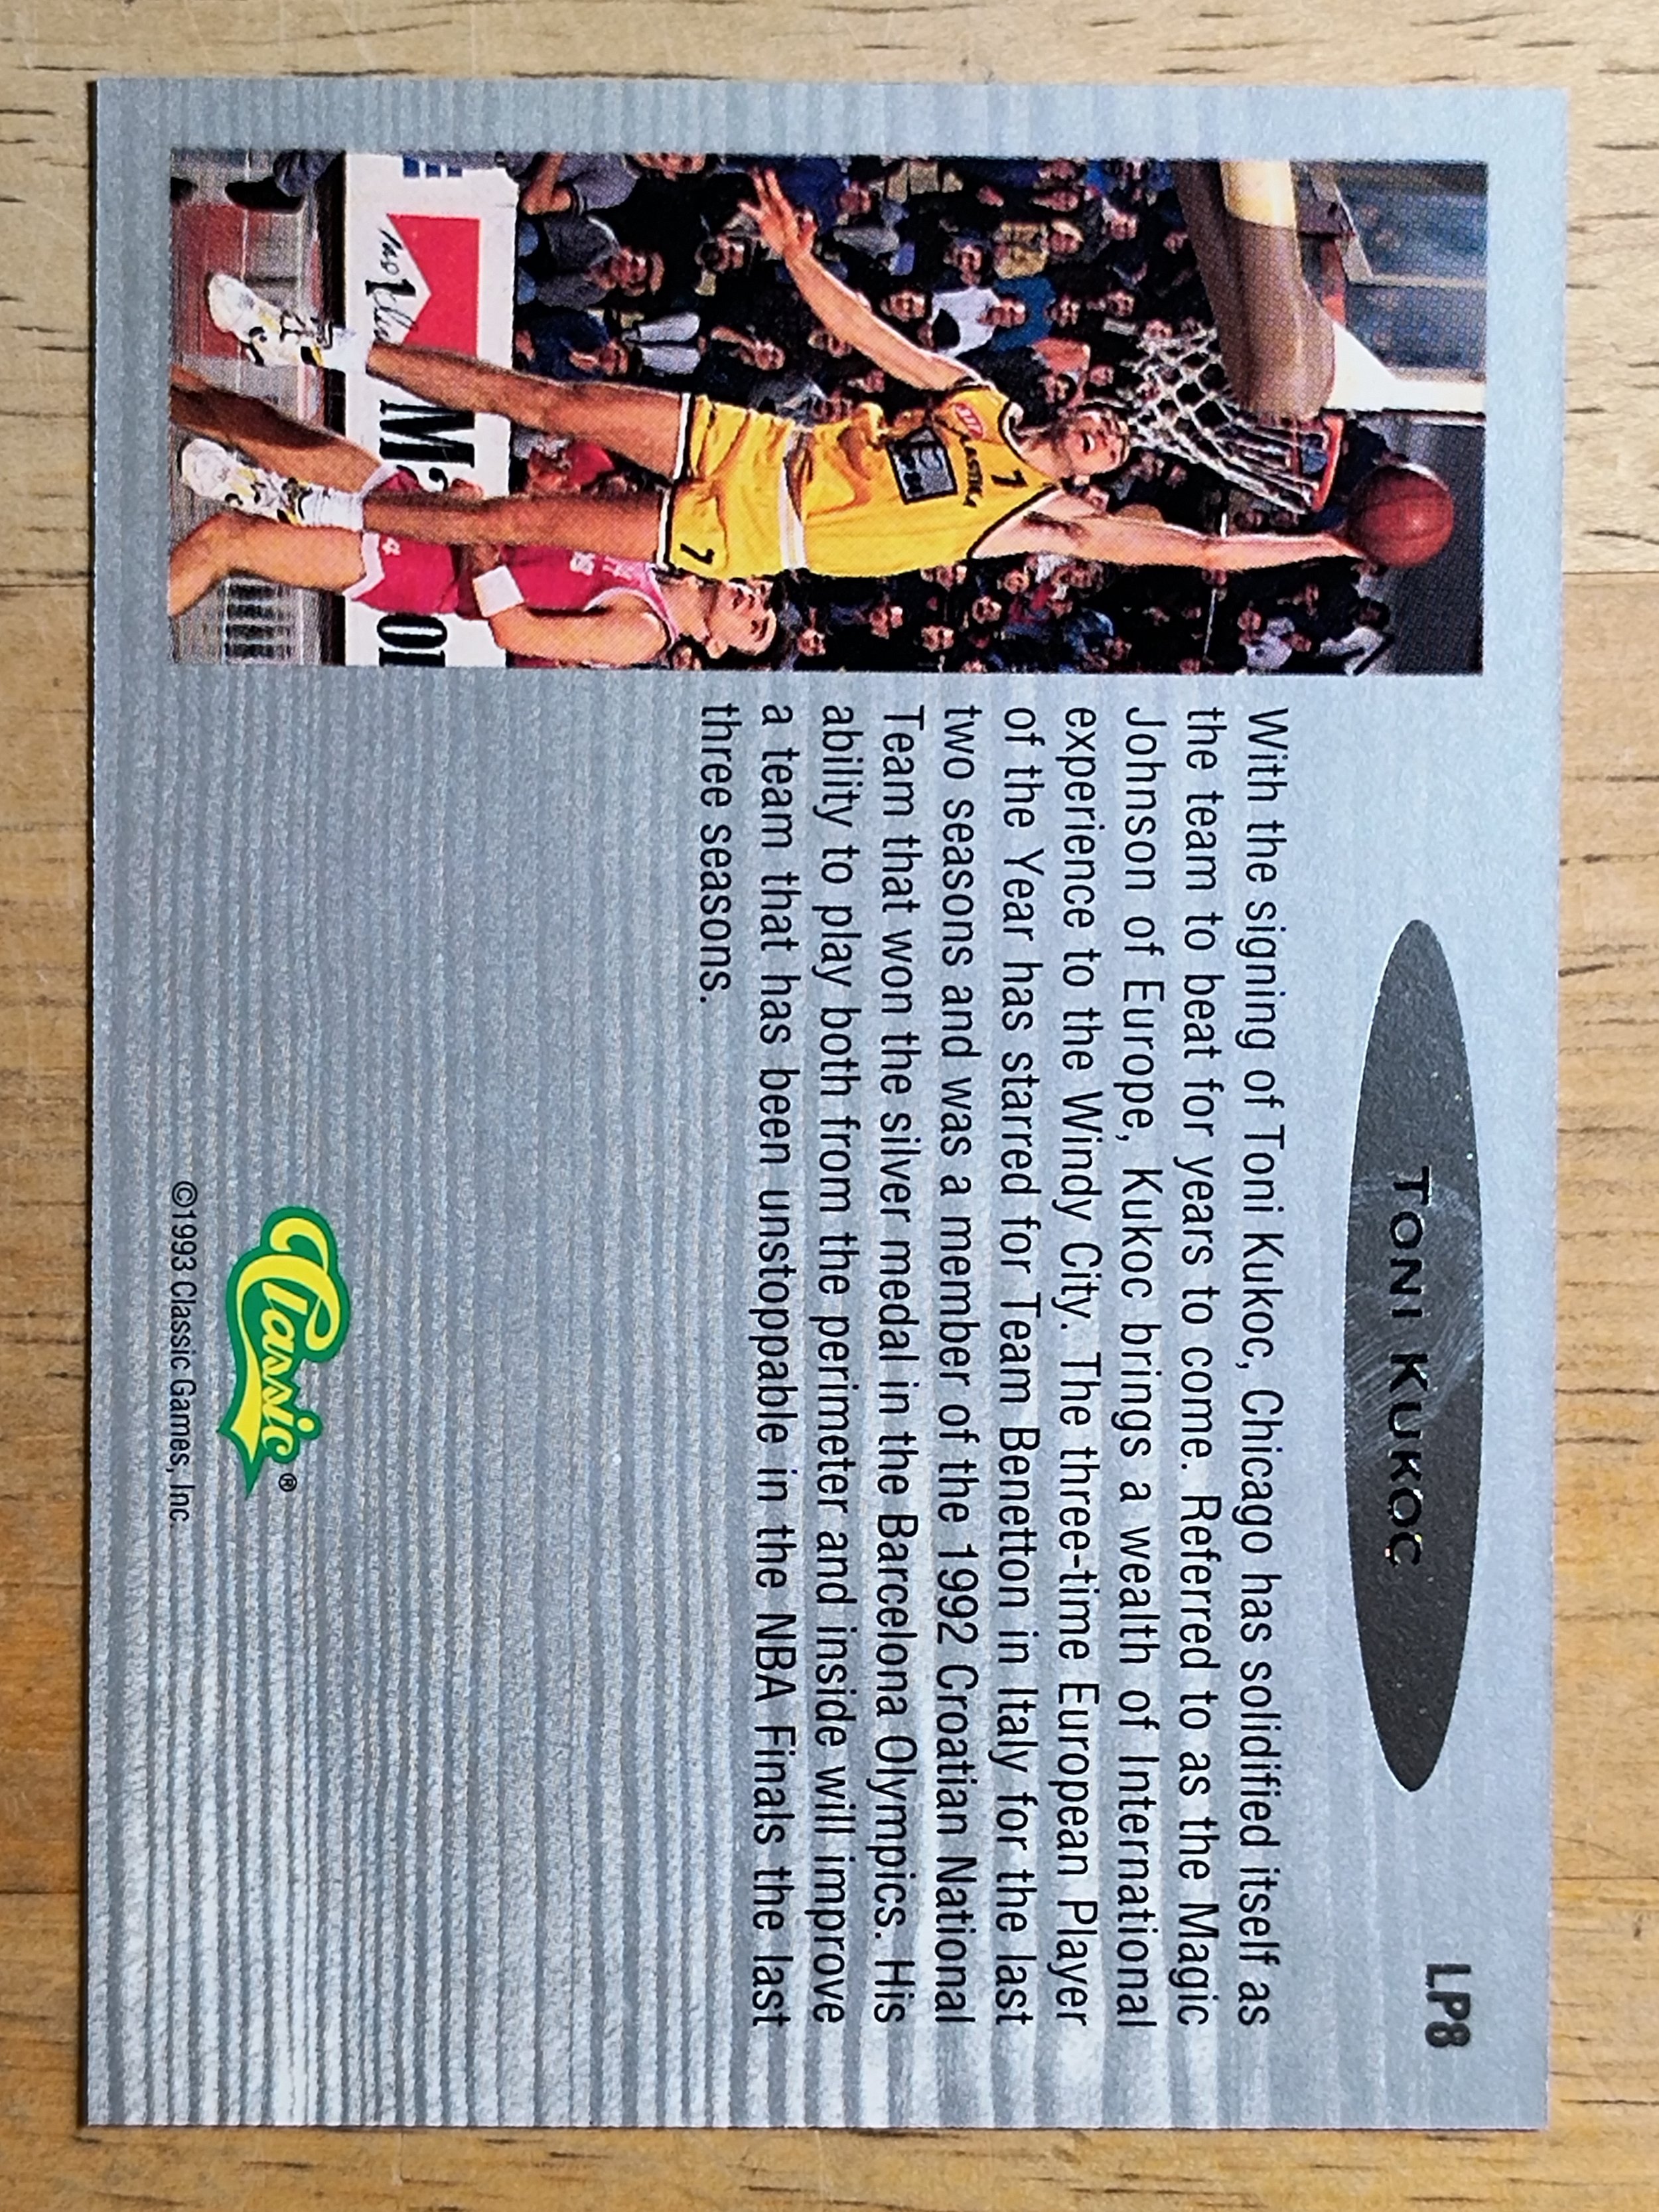 LP8
TONI KUKOC
With the signing of Toni Kukoc, Chicago has solidified itself as
the team to beat for years to come. Referred to as the Magic
Johnson of Europe, Kukoc brings a wealth of International
experience to the Windy City. The three-time European Player
of the Year has starred for Team Benetton in Italy for the last
two seasons and was a member of the 1992 Croatian National
Team that won the silver medal in the Barcelona Olympics. His
ability to play both from the perimeter and inside will improve
a team that has been unstoppable in the NBA Finals the last
three seasons.
Classic®
©1993 Classic Games, Inc.
7
7